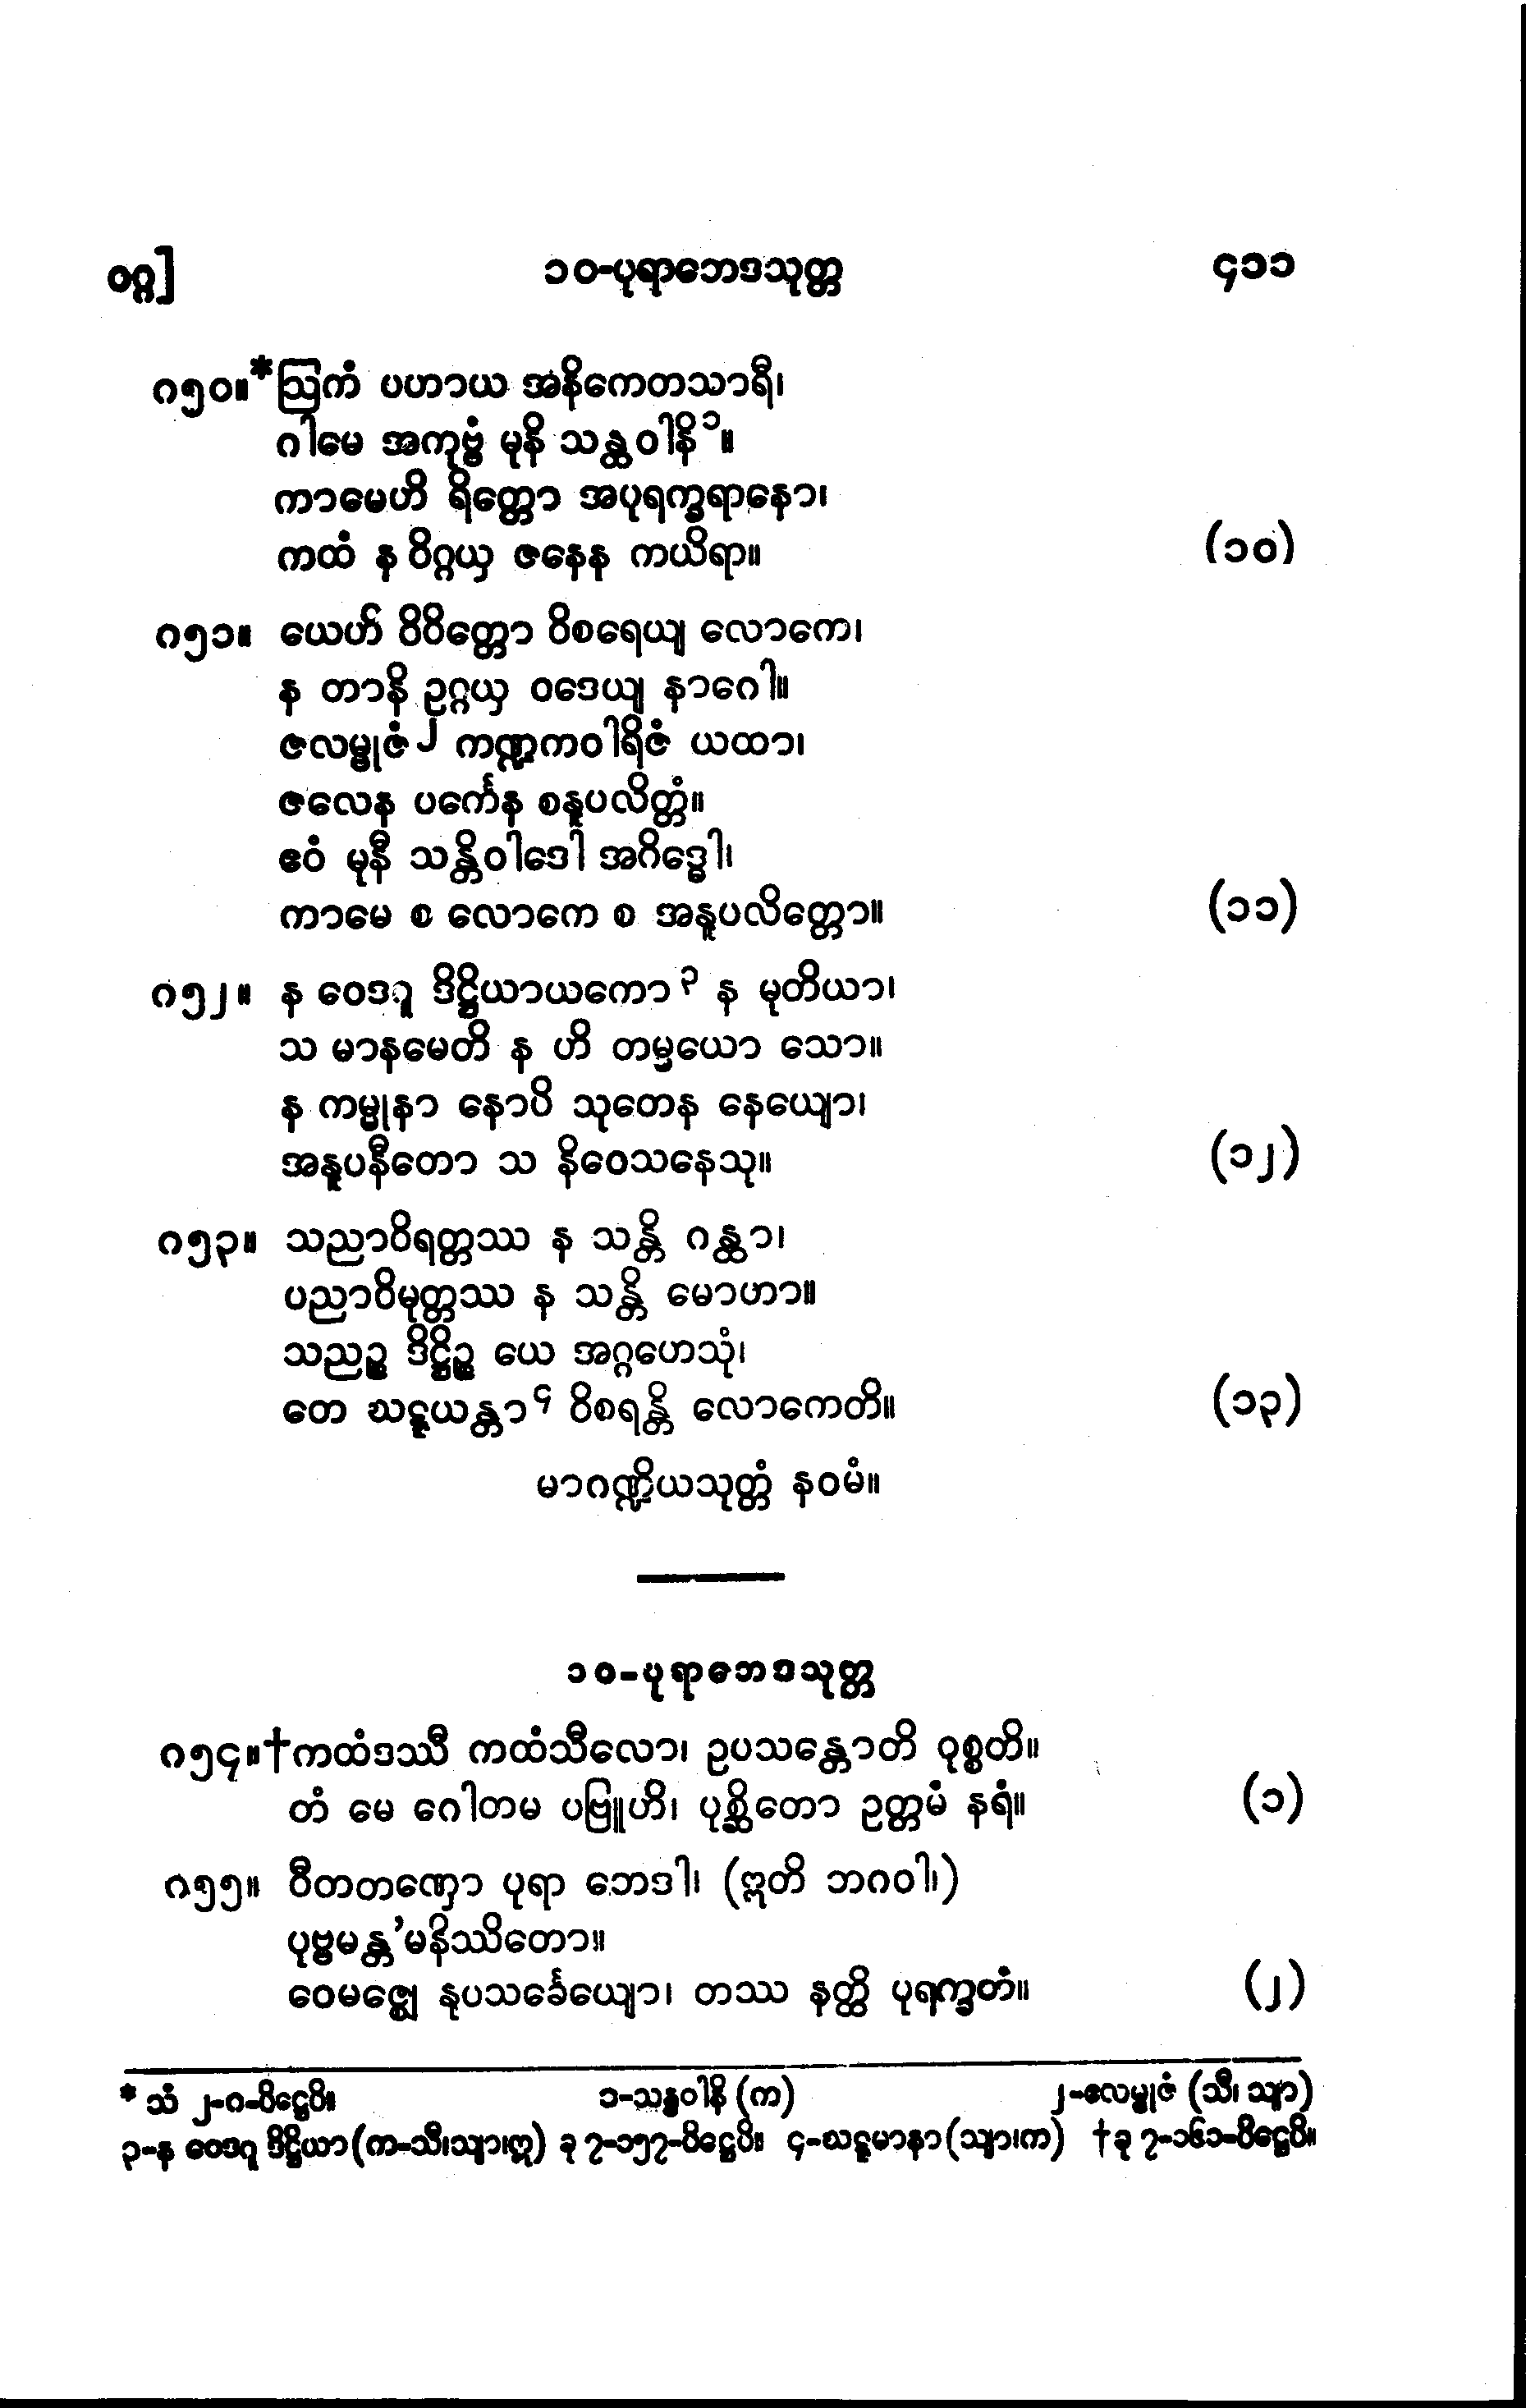 ဝဂ္ဂ] ၁၀-ပုရာဘေဒသုတ္တ ၄၁၁
၈၅၀။ *ဩကံ ပဟာယ အနိကေတသာရီ၊
ဂါမေ အကုဗ္ဗံ မုနိ သန္ထဝါနိ၁။
ကာမေဟိ ရိတ္တော အပုရက္ခရာနော၊
ကထံ န ဝိဂ္ဂယှ ဇနေန ကယိရာ။ (၁၀)
၈၅၁။ ယေဟိ ဝိဝိတ္တော ဝိစရေယျ လောကေ၊
န တာနိ ဥဂ္ဂယှ ဝဒေယျ နာဂေါ။
ဇလမ္ဗုဇံ၂ ကဏ္ဍကဝါရိဇံ ယထာ၊
ဇလေန ပင်္ကေန စနူပလိတ္တံ။
ဧဝံ မုနီ သန္တိဝါဒေါ အဂိဒ္ဓေါ၊
ကာမေ စ လောကေ စ အနူပလိတ္တော။ (၁၁)
၈၅၂။ န ဝေဒဂူ ဒိဋ္ဌိယာယကော၃ န မုတိယာ၊
သ မာနမေတိ န ဟိ တမ္မယော သော။
န ကမ္မုနာ နောပိ သုတေန နေယျော၊
အနူပနီတော သ နိဝေသနေသု။ (၁၂)
၈၅၃။ သညာဝိရတ္တဿ န သန္တိ ဂန္ထာ၊
ပညာဝိမုတ္တဿ န သန္တိ မောဟာ။
သညဉ္စ ဒိဋ္ဌိဉ္စ ယေ အဂ္ဂဟေသုံ၊
တေ ဃဋ္ဋယန္တာ၄ ဝိစရန္တိ လောကေတိ။ (၁၃)
မာဂဏ္ဍိယသုတ္တံ နဝမံ။
၁၀-ပုရာဘေဒသုတ္တ
၈၅၄။ †ကထံဒဿီ ကထံသီလော၊ ဥပသန္တောတိ ဝုစ္စတိ။
တံ မေ ဂေါတမ ပဗြူဟိ၊ ပုစ္ဆိတော ဥတ္တမံ နရံ။ (၁)
၈၅၅။ ဝီတတဏှော ပုရာ ဘေဒါ၊ (ဣတိ ဘဂဝါ၊)
ပုဗ္ဗမန္တ’မနိဿိတော။
ဝေမဇ္ဈေ နုပသင်္ခေယျော၊ တဿ နတ္ထိ ပုရက္ခတံ။ (၂)
* သံ ၂-၈-ပိဋ္ဌေပိ။ ၁-သန္ဓဝါနိ (က) ၂-ဧလမ္ဗုဇံ (သီ၊ သျာ)
၃-န ဝေဒဂူ ဒိဋ္ဌိယာ (က-သီ၊သျာ၊ဣ) ခု ၇-၁၅၇-ပိဋ္ဌေပိ။ ၄-ဃဋ္ဋမာနာ (သျာ၊က) †ခု ၇-၁၆၁-ပိဋ္ဌေပိ။